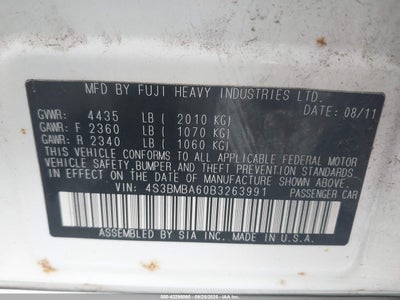 MFD BY FUJI HEAVY INDUSTRIES LTD.
DATE: 08/11
GVWR: 4435 LB (2010 KG)
GAWR: F 2360 LB (1070 KG)
GAWR: R 2340 LB (1060 KG)
THIS VEHICLE CONFORMS TO ALL APPLICABLE FEDERAL MOTOR
VEHICLE SAFETY, BUMPER AND THEFT PREVENTION STANDARDS
IN EFFECT ON THE DATE OF MANUFACTURE SHOWN ABOVE.
VIN: 4S3BMBA60B3263991
PASSENGER CAR
ASSEMBLED BY SIA INC. MADE IN U.S.A.